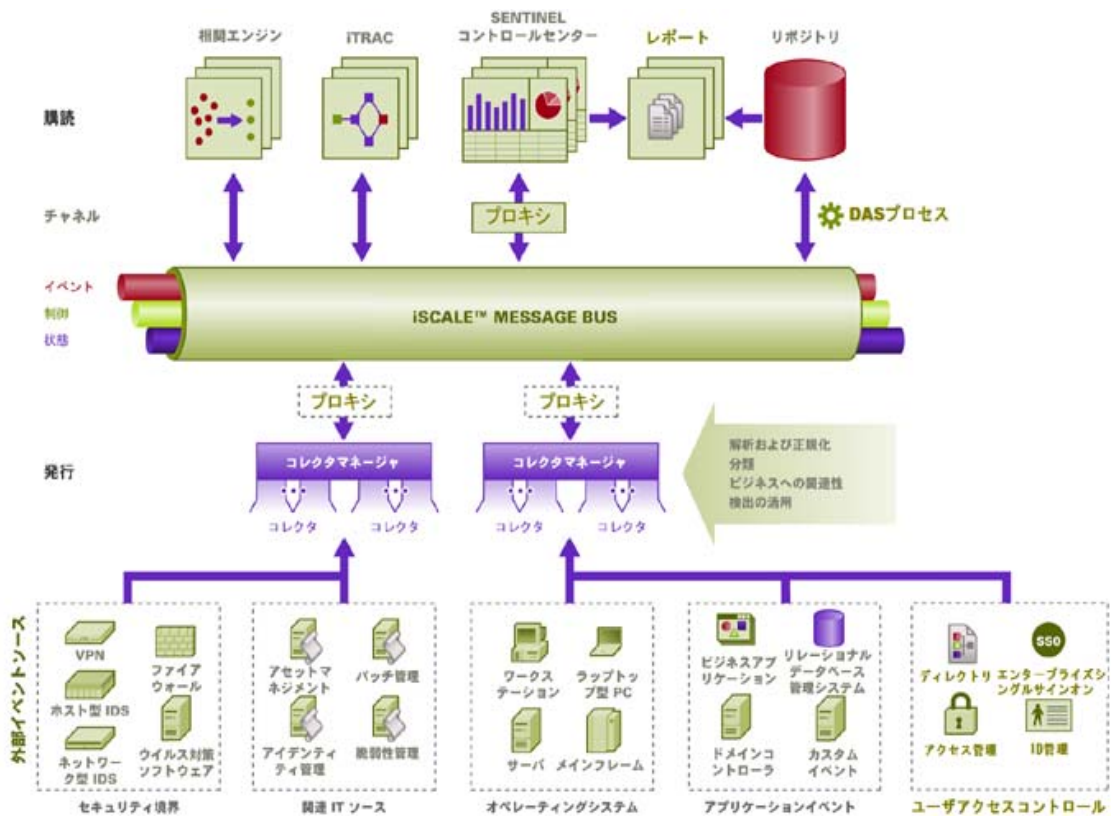 相関エンジン
iTRAC
SENTINEL
コントロールセンター
レポート
リポジトリ
購読
チャネル
プロキシ
DASプロセス
イベント
制御
状態
iSCALE™ MESSAGE BUS
プロキシ
プロキシ
発行
コレクタマネージャ
コレクタマネージャ
コレクタ
コレクタ
コレクタ
コレクタ
解析および正規化
分類
ビジネスへの関連性
検出の活用
外部イベントソース
VPN
ファイア
ウォール
ホスト型 IDS
ネットワー
ク型 IDS
ウイルス対策
ソフトウェア
セキュリティ境界
アセットマ
ネジメント
パッチ管理
アイデンティ
ティ管理
脆弱性管理
関連 IT ソース
ワークス
テーション
ラップトッ
プ型 PC
サーバ
メインフレーム
オペレーティングシステム
ビジネスアプ
リケーション
リレーショナル
データベース
管理システム
ドメインコ
ントローラ
カスタム
イベント
アプリケーションイベント
ディレクトリ
SSO
エンタープライズシ
ングルサインオン
アクセス管理
ID管理
ユーザアクセスコントロール